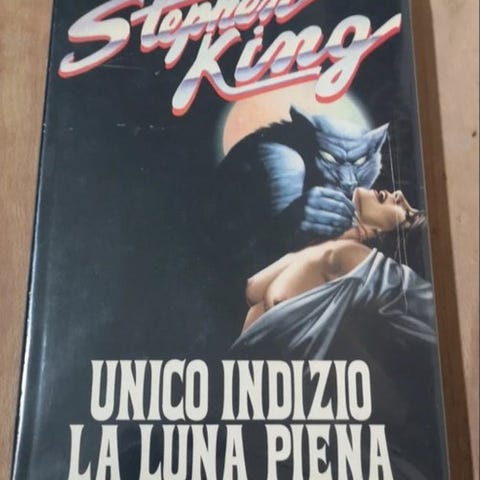 Stephen
King
UNICO INDIZIO
LA LUNA PIENA